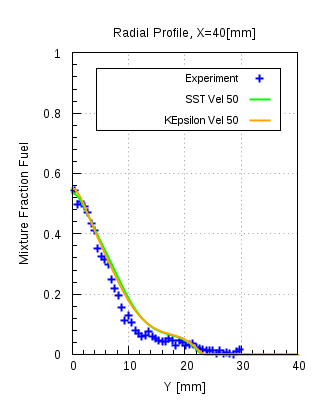 Radial Profile, X=40[mm]
Experiment
SST Vel 50
KEpsilon Vel 50
1
0.8
0.6
0.4
0.2
0
Mixture Fraction Fuel
0 10 20 30 40
Y [mm]